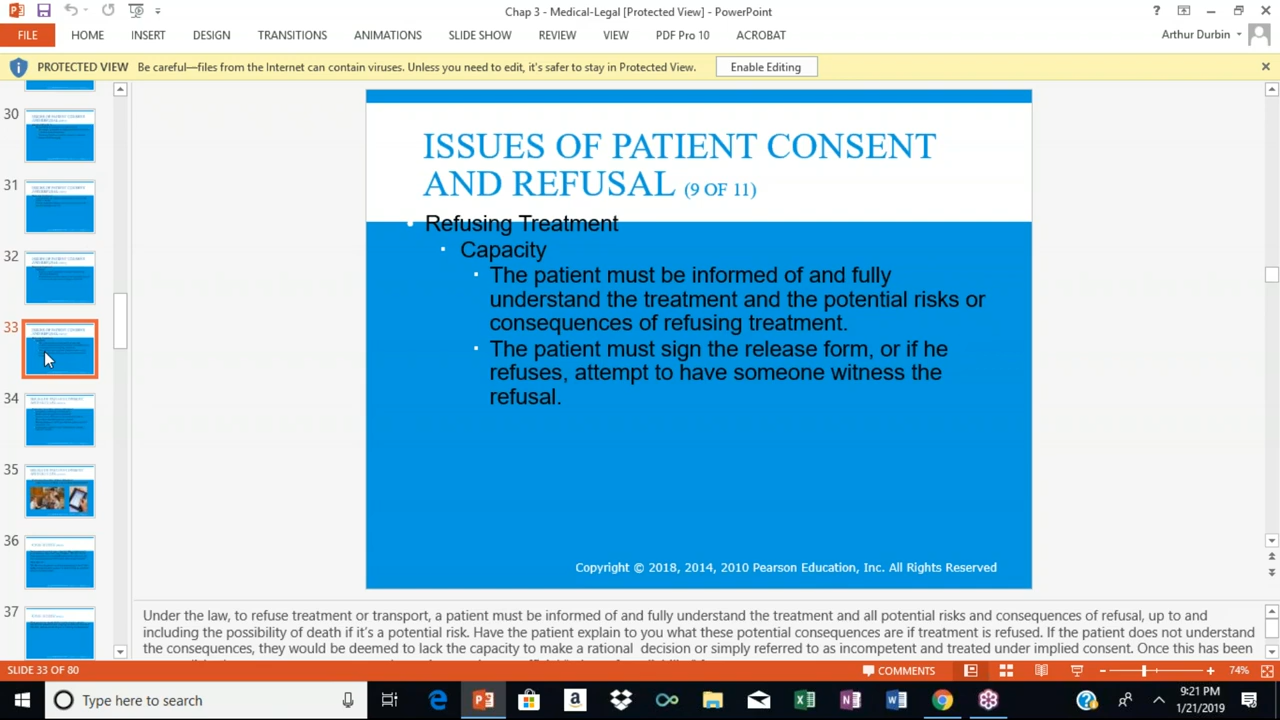 Chap 3 - Medical-Legal [Protected View] - PowerPoint
?
FILE HOME INSERT DESIGN TRANSITIONS ANIMATIONS SLIDE SHOW REVIEW VIEW PDF Pro 10 ACROBAT
Arthur Durbin
PROTECTED VIEW Be careful—files from the Internet can contain viruses. Unless you need to edit, it's safer to stay in Protected View. Enable Editing
30
31
32
33
34
35
36
37
ISSUES OF PATIENT CONSENT
AND REFUSAL (9 OF 11)
• Refusing Treatment
▪ Capacity
▪ The patient must be informed of and fully
understand the treatment and the potential risks or
consequences of refusing treatment.
▪ The patient must sign the release form, or if he
refuses, attempt to have someone witness the
refusal.
Copyright © 2018, 2014, 2010 Pearson Education, Inc. All Rights Reserved
Under the law, to refuse treatment or transport, a patient must be informed of and fully understand the treatment and all potential risks and consequences of refusal, up to and
including the possibility of death if it's a potential risk. Have the patient explain to you what these potential consequences are if treatment is refused. If the patient does not understand
the consequences, they would be deemed to lack the capacity to make a rational decision or simply referred to as incompetent and treated under implied consent. Once this has been
SLIDE 33 OF 80 COMMENTS 74%
Type here to search
9:21 PM
1/21/2019